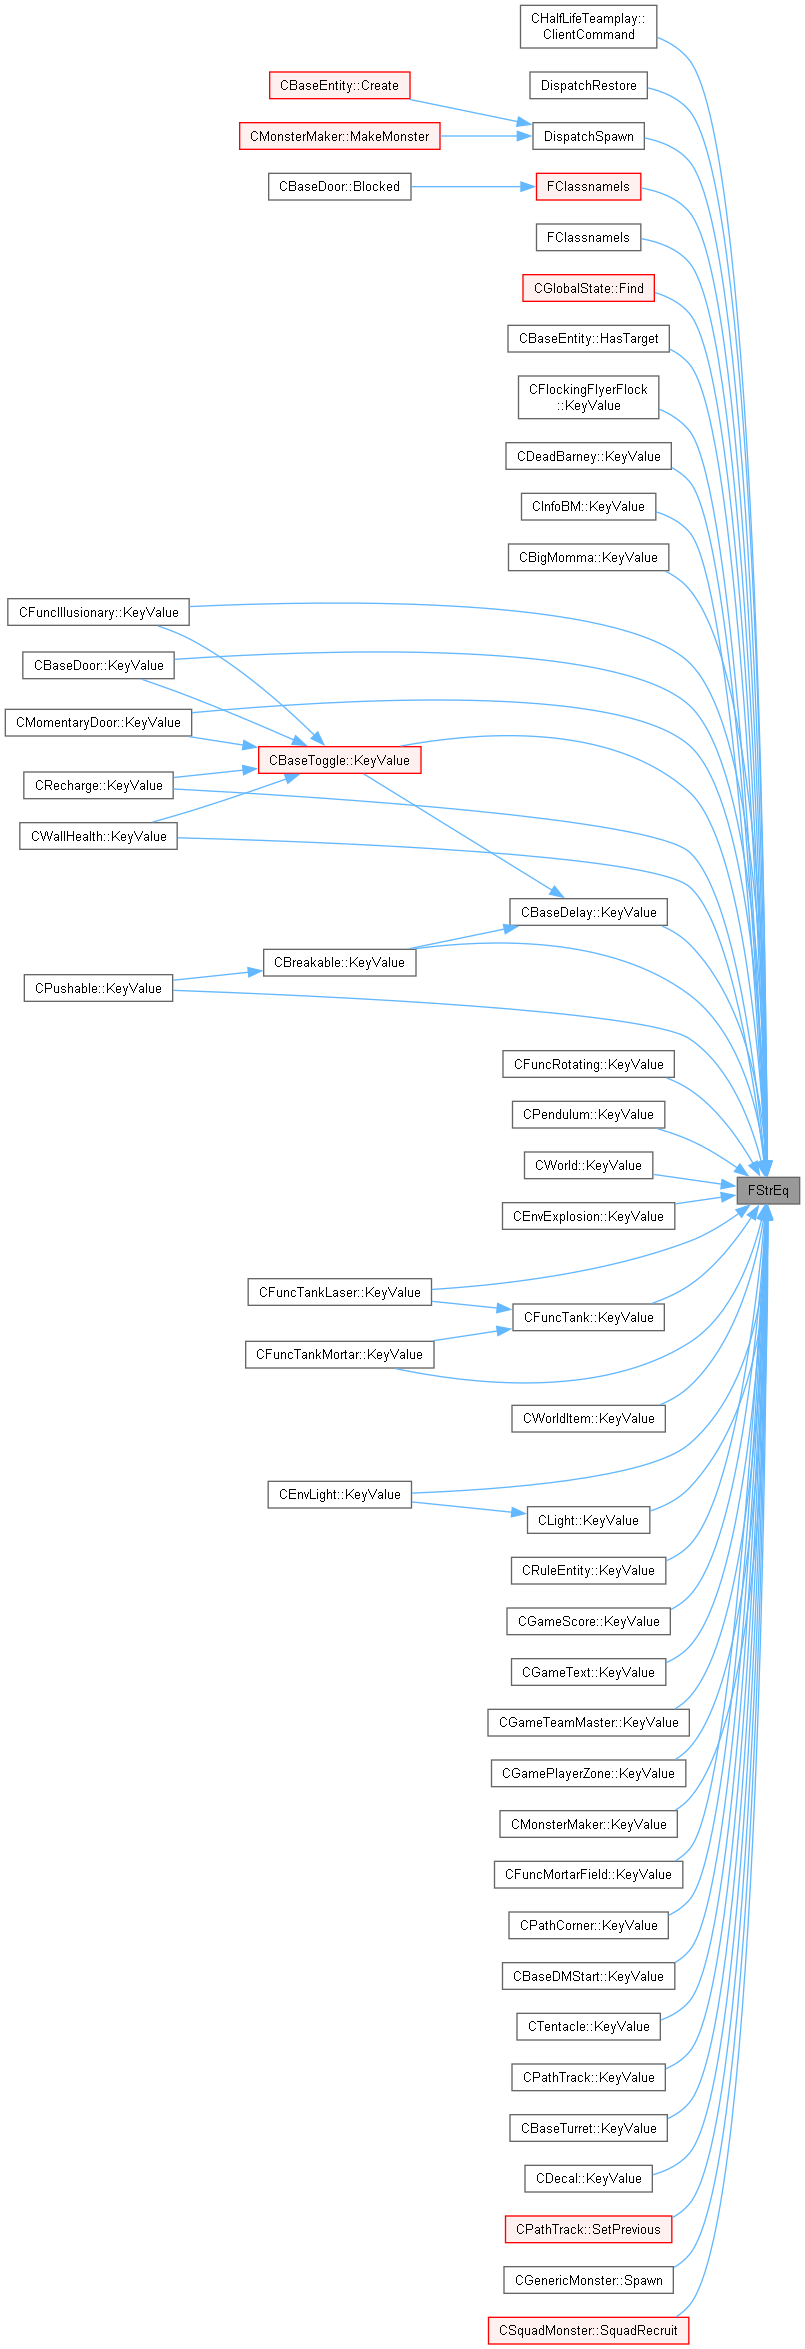 CHalfLifeTeamplay::
ClientCommand
DispatchRestore
CBaseEntity::Create
DispatchSpawn
CMonsterMaker::MakeMonster
CBaseDoor::Blocked
FClassnameIs
FClassnameIs
CGlobalState::Find
CBaseEntity::HasTarget
CFlockingFlyerFlock
::KeyValue
CDeadBarney::KeyValue
CInfoBM::KeyValue
CBigMomma::KeyValue
CFuncIllusionary::KeyValue
CBaseDoor::KeyValue
CMomentaryDoor::KeyValue
CBaseToggle::KeyValue
CRecharge::KeyValue
CWallHealth::KeyValue
CBaseDelay::KeyValue
CBreakable::KeyValue
CPushable::KeyValue
CFuncRotating::KeyValue
CPendulum::KeyValue
CWorld::KeyValue
FStrEq
CEnvExplosion::KeyValue
CFuncTankLaser::KeyValue
CFuncTank::KeyValue
CFuncTankMortar::KeyValue
CWorldItem::KeyValue
CEnvLight::KeyValue
CLight::KeyValue
CRuleEntity::KeyValue
CGameScore::KeyValue
CGameText::KeyValue
CGameTeamMaster::KeyValue
CGamePlayerZone::KeyValue
CMonsterMaker::KeyValue
CFuncMortarField::KeyValue
CPathCorner::KeyValue
CBaseDMStart::KeyValue
CTentacle::KeyValue
CPathTrack::KeyValue
CBaseTurret::KeyValue
CDecal::KeyValue
CPathTrack::SetPrevious
CGenericMonster::Spawn
CSquadMonster::SquadRecruit